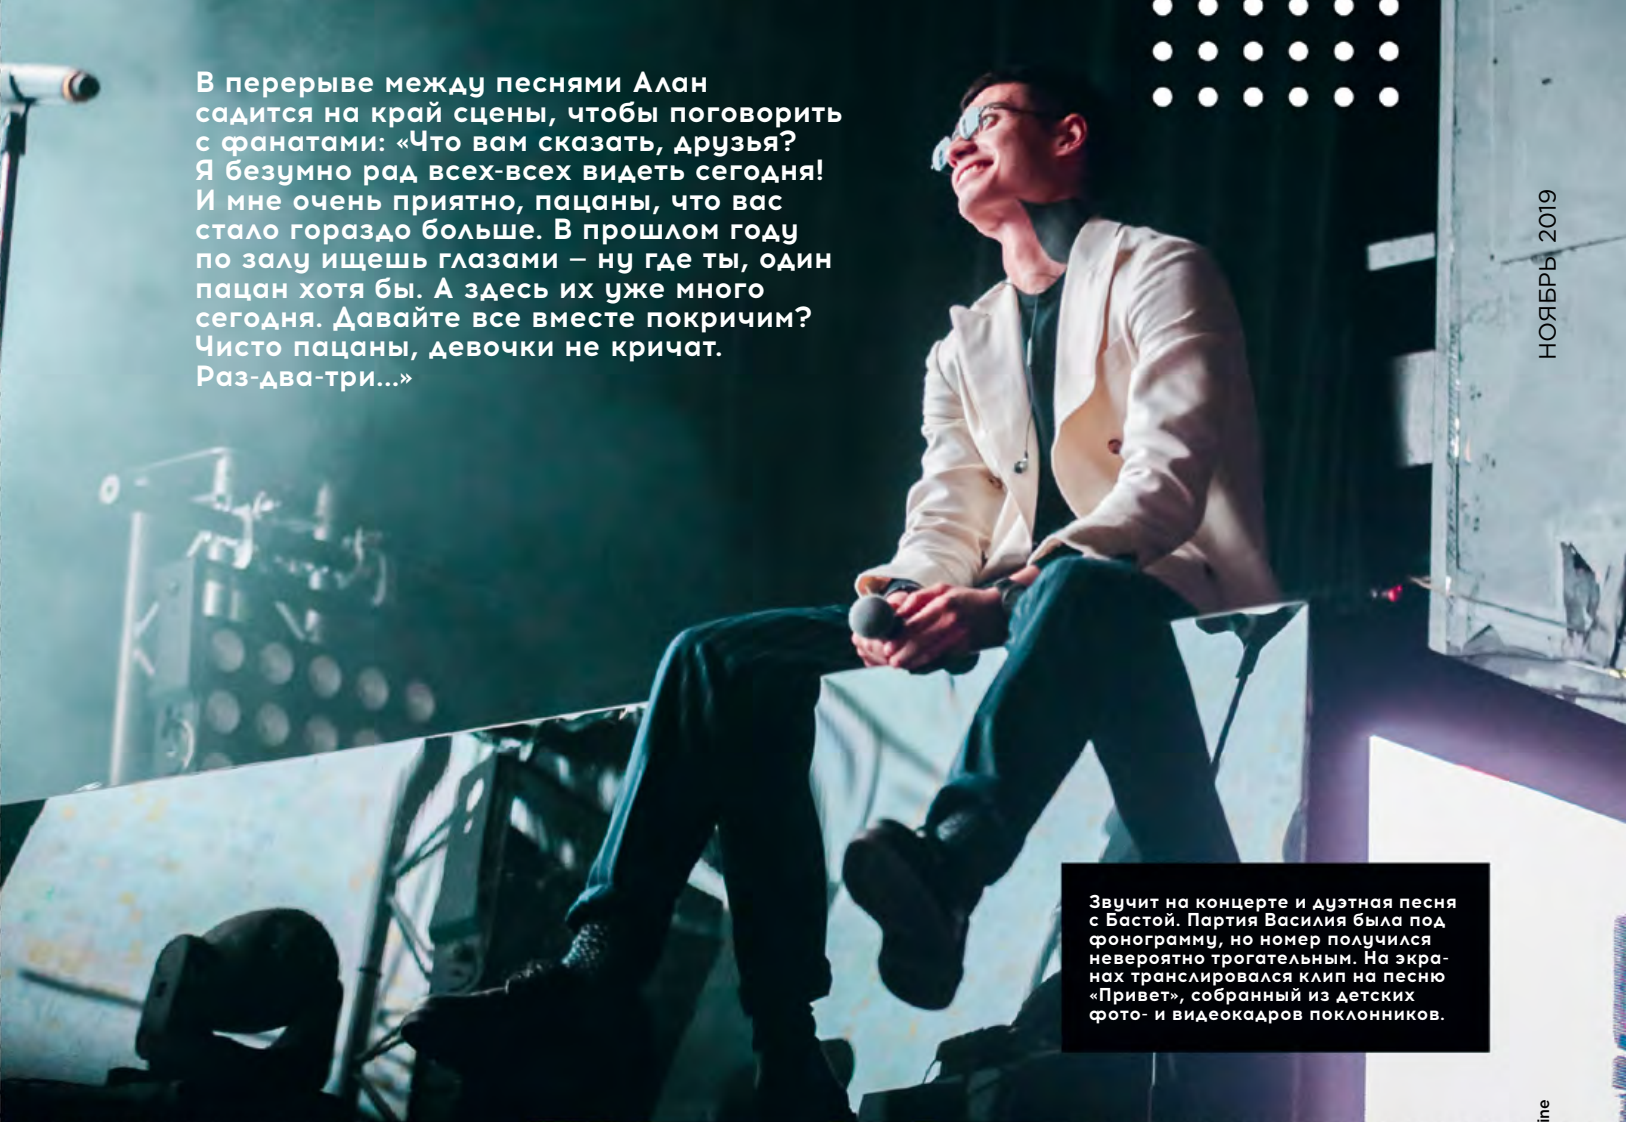 В перерыве между песнями Алан
садится на край сцены, чтобы поговорить
с фанатами: «Что вам сказать, друзья?
Я безумно рад всех-всех видеть сегодня!
И мне очень приятно, пацаны, что вас
стало гораздо больше. В прошлом году
по залу ищешь глазами – ну где ты, один
пацан хотя бы. А здесь их уже много
сегодня. Давайте все вместе покричим?
Чисто пацаны, девочки не кричат.
Раз-два-три...»
НОЯБРЬ 2019
Звучит на концерте и дуэтная песня
с Бастой. Партия Василия была под
фонограмму, но номер получился
невероятно трогательным. На экра-
нах транслировался клип на песню
«Привет», собранный из детских
фото- и видеокадров поклонников.
ine